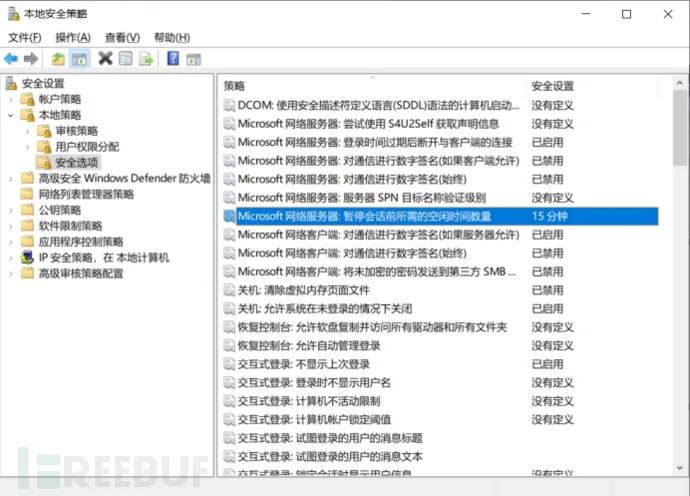 本地安全策略
文件(F) 操作(A) 查看(V) 帮助(H)
安全设置
帐户策略
本地策略
审核策略
用户权限分配
安全选项
高级安全 Windows Defender 防火墙
网络列表管理器策略
公钥策略
软件限制策略
应用程序控制策略
IP 安全策略，在 本地计算机
高级审核策略配置
策略 安全设置
DCOM: 使用安全描述符定义语言(SDDL)语法的计算机启动... 没有定义
Microsoft 网络服务器: 尝试使用 S4U2Self 获取声明信息 没有定义
Microsoft 网络服务器: 登录时间过期后断开与客户端的连接 已启用
Microsoft 网络服务器: 对通信进行数字签名(如果客户端允许) 已禁用
Microsoft 网络服务器: 对通信进行数字签名(始终) 已禁用
Microsoft 网络服务器: 服务器 SPN 目标名称验证级别 没有定义
Microsoft 网络服务器: 暂停会话前所需的空闲时间数量 15 分钟
Microsoft 网络客户端: 对通信进行数字签名(如果服务器允许) 已启用
Microsoft 网络客户端: 对通信进行数字签名(始终) 已禁用
Microsoft 网络客户端: 将未加密的密码发送到第三方 SMB ... 已禁用
关机: 清除虚拟内存页面文件 已启用
关机: 允许系统在未登录的情况下关闭 已启用
恢复控制台: 允许软盘复制并访问所有驱动器和所有文件夹 没有定义
恢复控制台: 允许自动管理登录 没有定义
交互式登录: 不显示上次登录 已启用
交互式登录: 登录时不显示用户名 没有定义
交互式登录: 计算机不活动限制 没有定义
交互式登录: 计算机帐户锁定阈值 没有定义
交互式登录: 试图登录的用户的消息标题
交互式登录: 试图登录的用户的消息文本
交互式登录: 锁定会话时显示用户信息 没有定义
FREEBUF